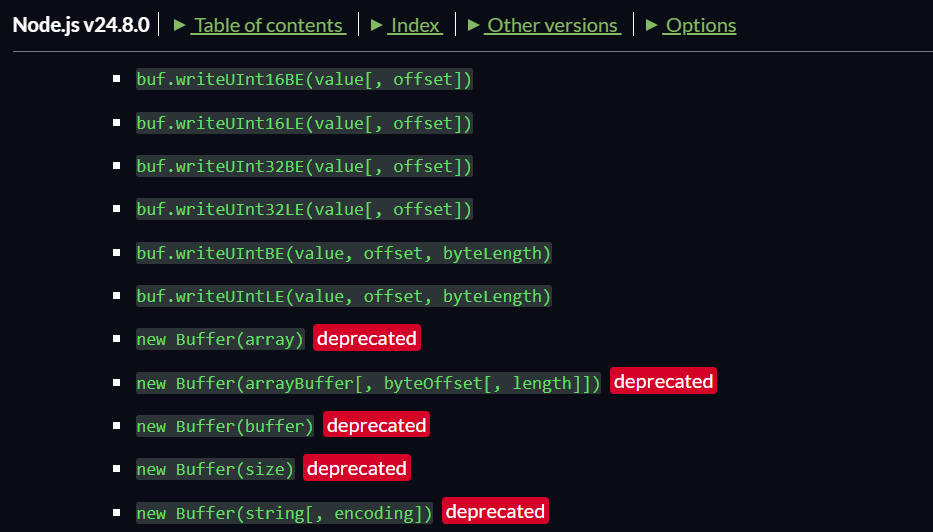 Node.js v24.8.0 | ► Table of contents | ► Index | ► Other versions | ► Options
buf.writeUInt16BE(value[, offset])
buf.writeUInt16LE(value[, offset])
buf.writeUInt32BE(value[, offset])
buf.writeUInt32LE(value[, offset])
buf.writeUIntBE(value, offset, byteLength)
buf.writeUIntLE(value, offset, byteLength)
new Buffer(array) deprecated
new Buffer(arrayBuffer[, byteOffset[, length]]) deprecated
new Buffer(buffer) deprecated
new Buffer(size) deprecated
new Buffer(string[, encoding]) deprecated